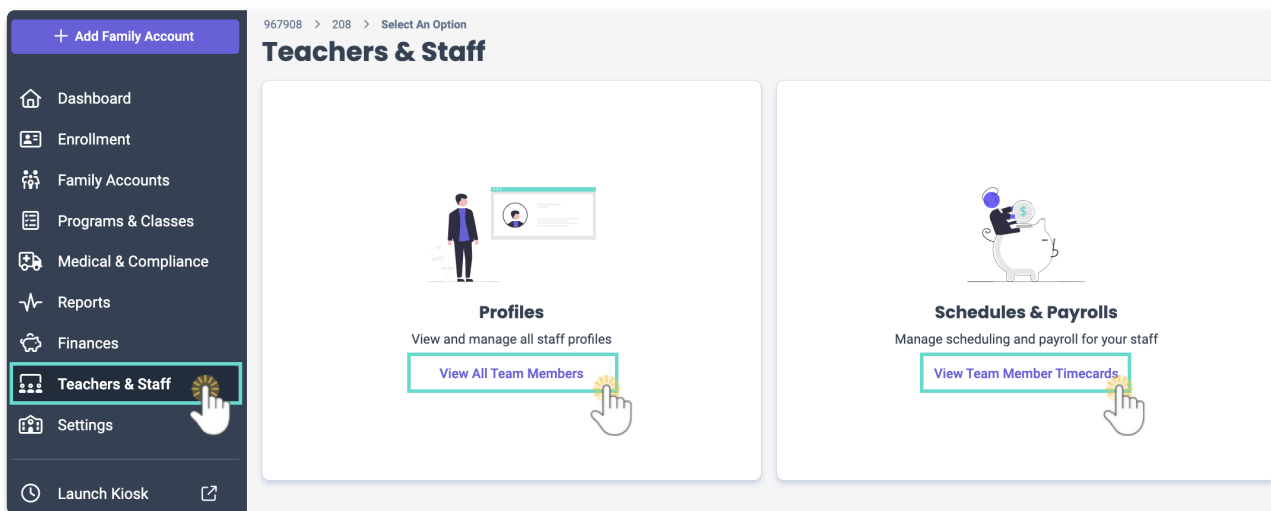 + Add Family Account
Dashboard
Enrollment
Family Accounts
Programs & Classes
Medical & Compliance
Reports
Finances
Teachers & Staff
Settings
Launch Kiosk
967908 > 208 > Select An Option
Teachers & Staff
Profiles
View and manage all staff profiles
View All Team Members
Schedules & Payrolls
Manage scheduling and payroll for your staff
View Team Member Timecards